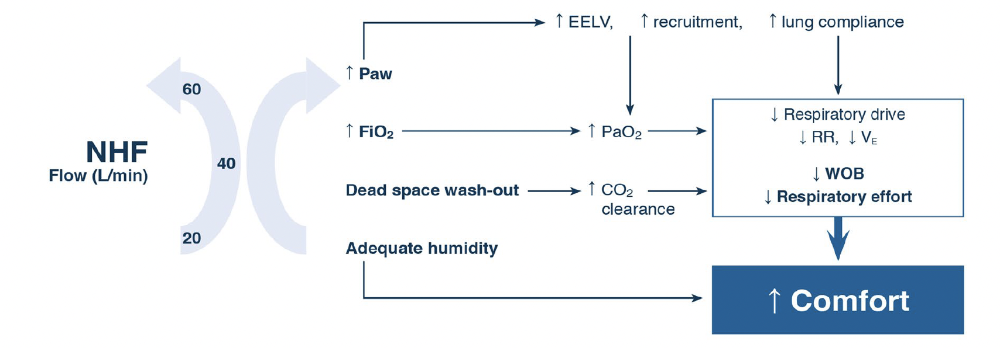 ↑ EELV, ↑ recruitment, ↑ lung compliance
↑ Paw
60
↑ FiO₂
↑ PaO₂
↓ Respiratory drive
↓ RR, ↓ VE
NHF
Flow (L/min)
40
↓ WOB
↓ Respiratory effort
Dead space wash-out
↑ CO₂
clearance
20
Adequate humidity
↑ Comfort